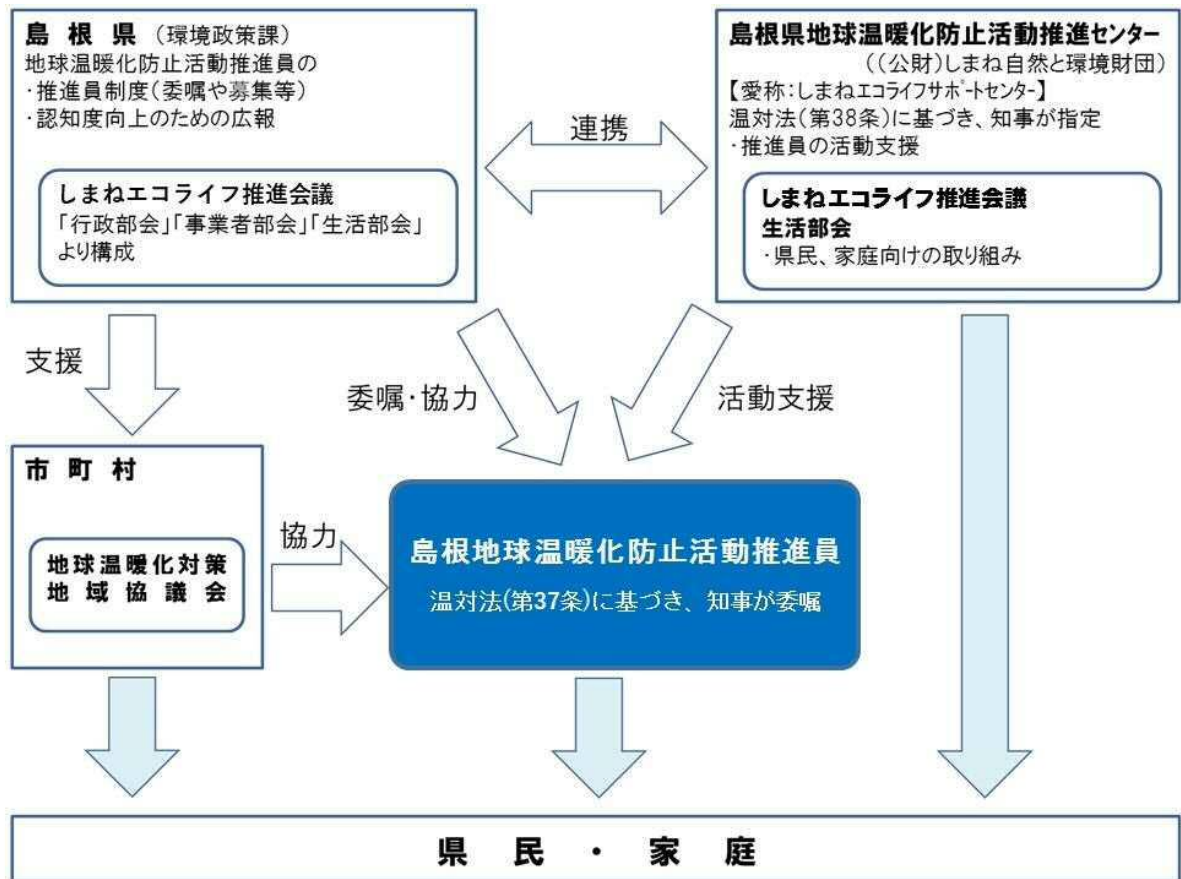 島 根 県 （環境政策課）
地球温暖化防止活動推進員の
・推進員制度（委嘱や募集等）
・認知度向上のための広報
しまねエコライフ推進会議
「行政部会」「事業者部会」「生活部会」
より構成
連携
島根県地球温暖化防止活動推進センター
（（公財）しまね自然と環境財団）
【愛称：しまねエコライフサポートセンター】
温対法（第38条）に基づき、知事が指定
・推進員の活動支援
しまねエコライフ推進会議
生活部会
・県民、家庭向けの取り組み
支援
委嘱・協力
活動支援
市 町 村
地球温暖化対策
地 域 協 議 会
協力
島根地球温暖化防止活動推進員
温対法(第37条)に基づき、知事が委嘱
県 民 ・ 家 庭